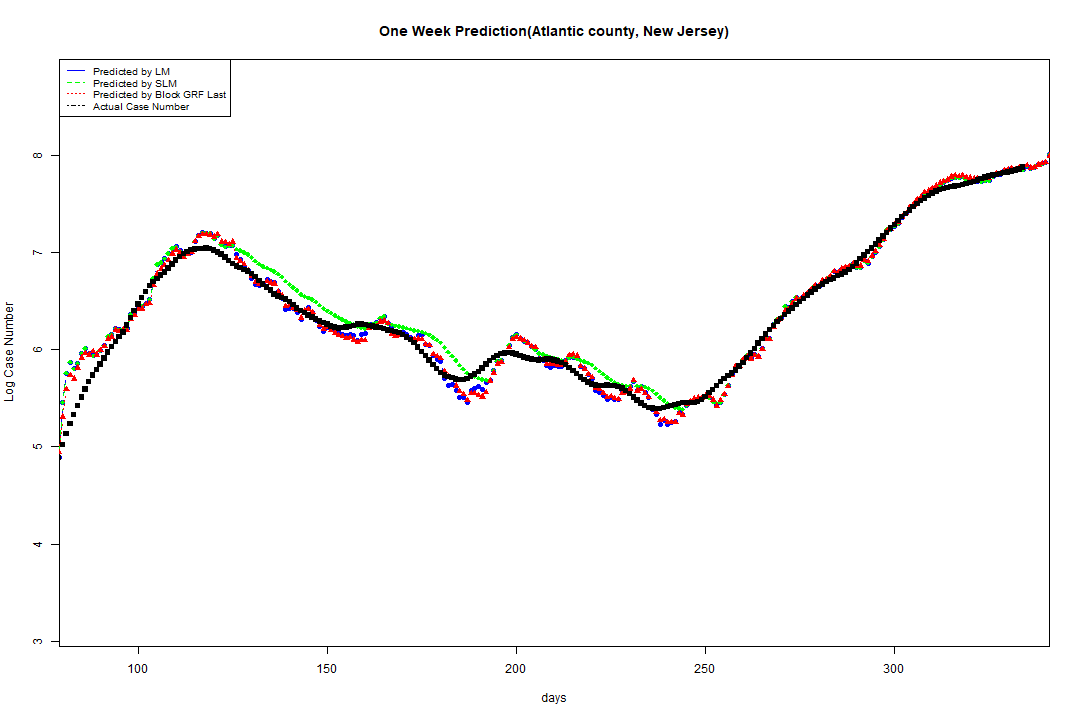 One Week Prediction(Atlantic county, New Jersey)
Predicted by LM
Predicted by SLM
Predicted by Block GRF Last
Actual Case Number
8
7
6
5
4
3
Log Case Number
100 150 200 250 300
days